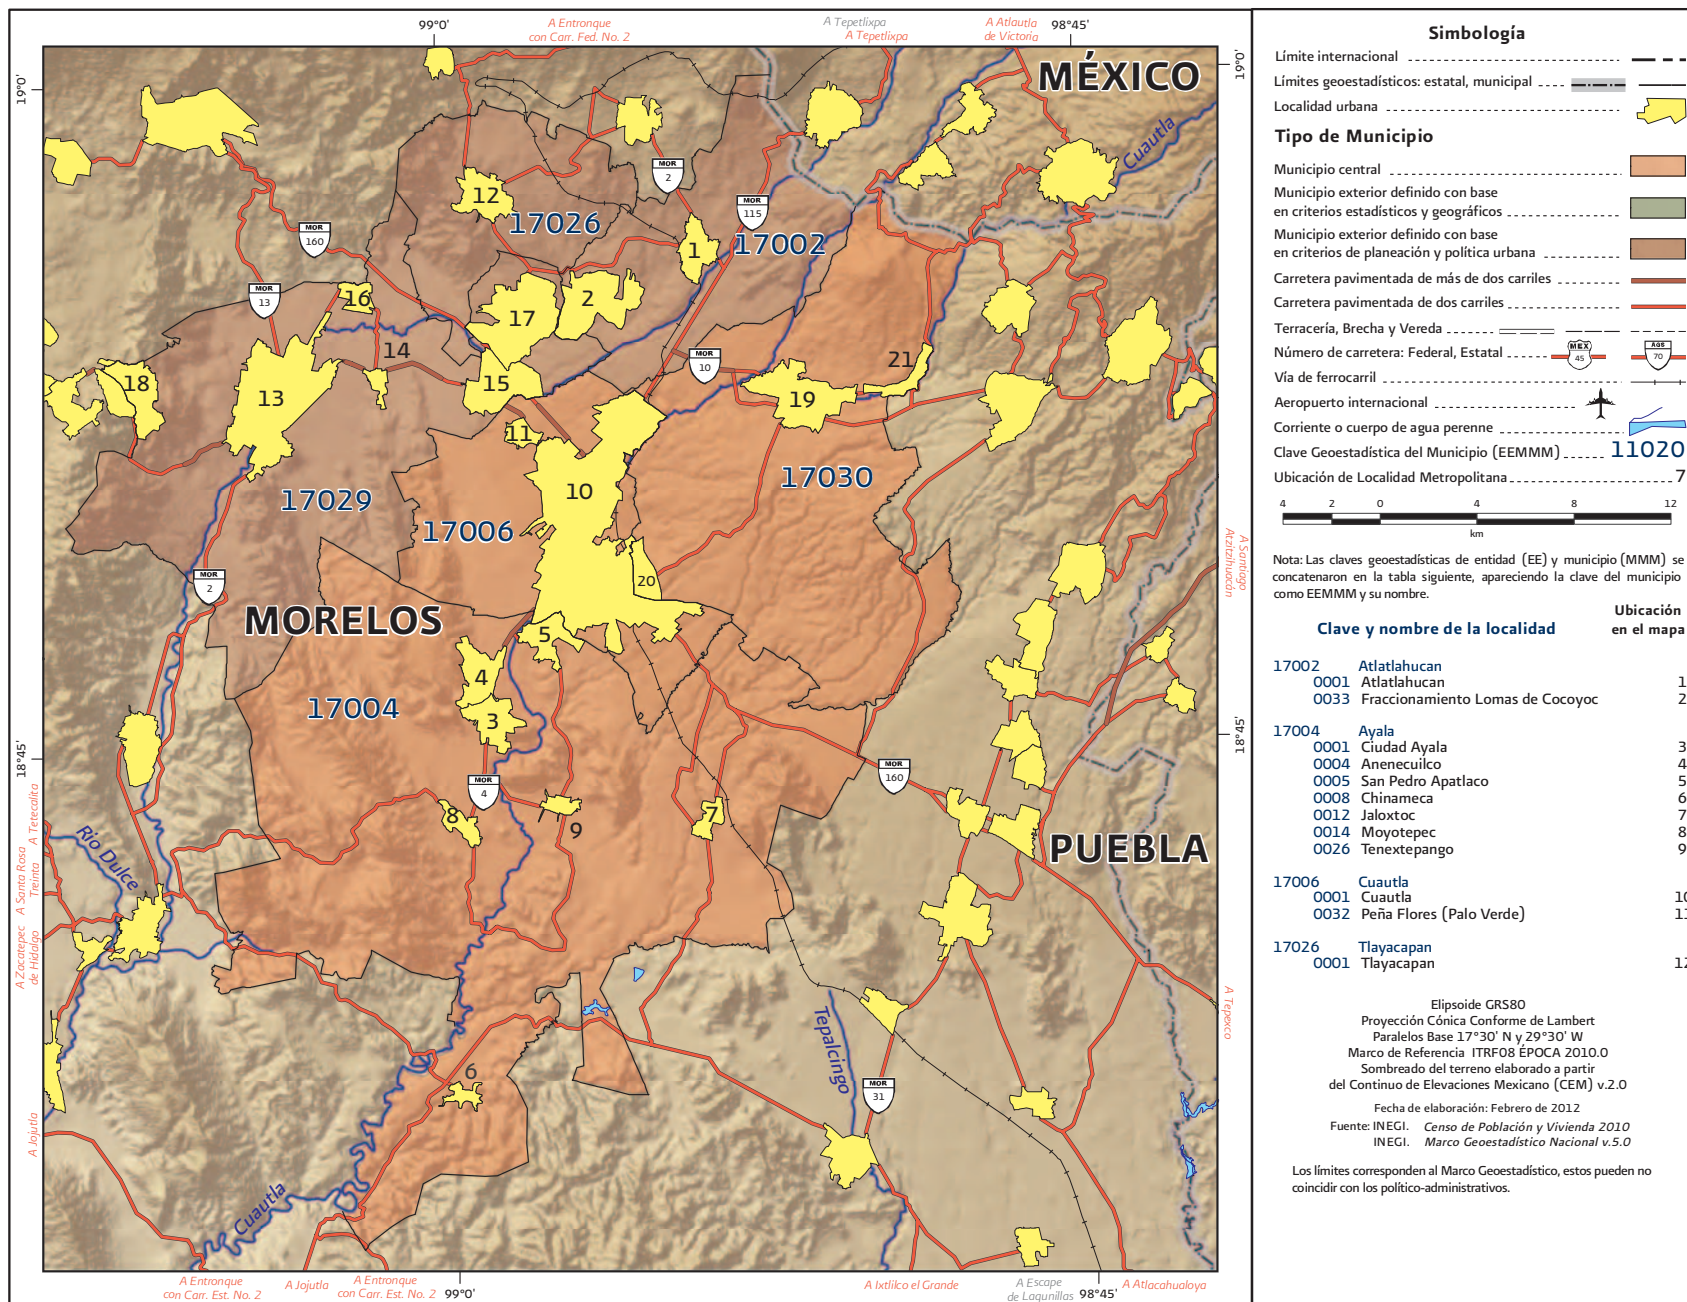 A Entronque
con Carr. Fed. No. 2
A Tepetlixpa
A Tepetlixpa
A Atlautla
de Victoria
99°0'
98°45'
19°0'
19°0'
18°45'
18°45'
MÉXICO
Cuautla
MOR
2
MOR
115
MOR
160
MOR
13
12
17026
1
17002
16
2
17
14
15
18
13
MOR
10
21
19
11
10
17030
17029
17006
20
MOR
2
MORELOS
5
4
17004
3
MOR
4
MOR
160
8
9
7
PUEBLA
Río Dulce
A Tetecalita
A Santa Rosa
Treinta
A Zacatepec
de Hidalgo
A Jojutla
A Santiago
Atzitzihuacán
A Tepexco
Tepalcingo
6
MOR
31
Cuautla
A Entronque
con Carr. Est. No. 2
A Jojutla
A Entronque
con Carr. Est. No. 2
99°0'
A Ixtlilco el Grande
A Escape
de Lagunillas
98°45'
A Atlacahualoya
Simbología
Límite internacional
Límites geoestadísticos: estatal, municipal
Localidad urbana
Tipo de Municipio
Municipio central
Municipio exterior definido con base
en criterios estadísticos y geográficos
Municipio exterior definido con base
en criterios de planeación y política urbana
Carretera pavimentada de más de dos carriles
Carretera pavimentada de dos carriles
Terracería, Brecha y Vereda
Número de carretera: Federal, Estatal MEX 45 AGS 70
Vía de ferrocarril
Aeropuerto internacional
Corriente o cuerpo de agua perenne
Clave Geoestadística del Municipio (EEMMM) 11020
Ubicación de Localidad Metropolitana 7
4 2 0 4 8 12
km
Nota: Las claves geoestadísticas de entidad (EE) y municipio (MMM) se
concatenaron en la tabla siguiente, apareciendo la clave del municipio
como EEMMM y su nombre.
Clave y nombre de la localidad
Ubicación
en el mapa
17002 Atlatlahucan
0001 Atlatlahucan 1
0033 Fraccionamiento Lomas de Cocoyoc 2
17004 Ayala
0001 Ciudad Ayala 3
0004 Anenecuilco 4
0005 San Pedro Apatlaco 5
0008 Chinameca 6
0012 Jaloxtoc 7
0014 Moyotepec 8
0026 Tenextepango 9
17006 Cuautla
0001 Cuautla 10
0032 Peña Flores (Palo Verde) 11
17026 Tlayacapan
0001 Tlayacapan 12
Elipsoide GRS80
Proyección Cónica Conforme de Lambert
Paralelos Base 17°30' N y 29°30' W
Marco de Referencia ITRF08 ÉPOCA 2010.0
Sombreado del terreno elaborado a partir
del Continuo de Elevaciones Mexicano (CEM) v.2.0
Fecha de elaboración: Febrero de 2012
Fuente: INEGI. Censo de Población y Vivienda 2010
INEGI. Marco Geoestadístico Nacional v.5.0
Los límites corresponden al Marco Geoestadístico, estos pueden no
coincidir con los político-administrativos.